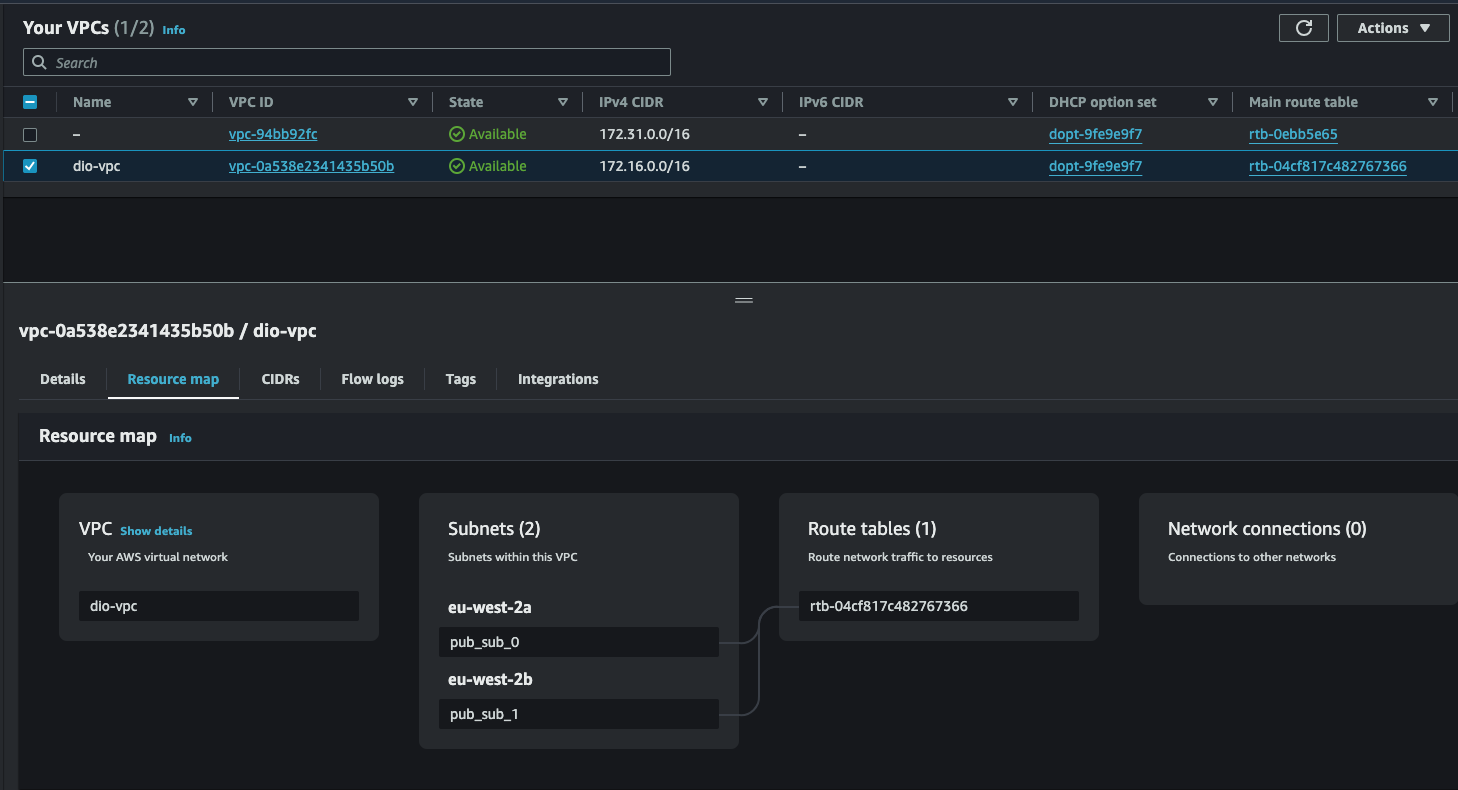 Your VPCs (1/2) Info
Actions
Search
Name VPC ID State IPv4 CIDR IPv6 CIDR DHCP option set Main route table
– vpc-94bb92fc Available 172.31.0.0/16 – dopt-9fe9e9f7 rtb-0ebb5e65
dio-vpc vpc-0a538e2341435b50b Available 172.16.0.0/16 – dopt-9fe9e9f7 rtb-04cf817c482767366
vpc-0a538e2341435b50b / dio-vpc
Details Resource map CIDRs Flow logs Tags Integrations
Resource map Info
VPC Show details
Your AWS virtual network
dio-vpc
Subnets (2)
Subnets within this VPC
eu-west-2a
pub_sub_0
eu-west-2b
pub_sub_1
Route tables (1)
Route network traffic to resources
rtb-04cf817c482767366
Network connections (0)
Connections to other networks